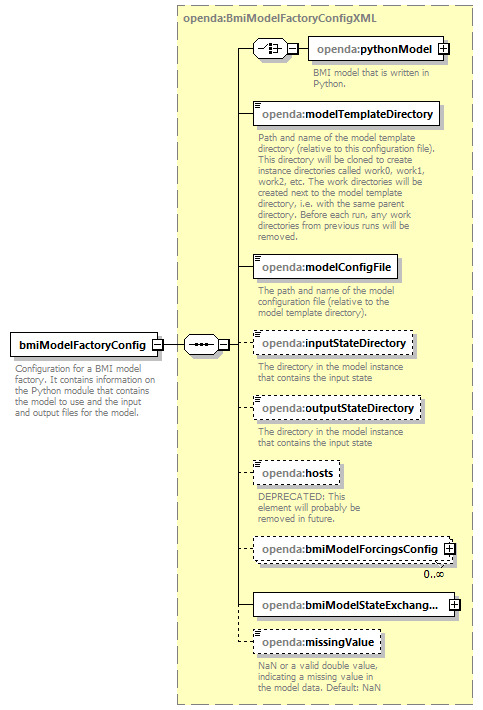 openda:BmiModelFactoryConfigXML
openda:pythonModel
BMI model that is written in
Python.
openda:modelTemplateDirectory
Path and name of the model template
directory (relative to this configuration file).
This directory will be cloned to create
instance directories called work0, work1,
work2, etc. The work directories will be
created next to the model template
directory, i.e. with the same parent
directory. Before each run, any work
directories from previous runs will be
removed.
openda:modelConfigFile
The path and name of the model
configuration file (relative to the
model template directory).
bmiModelFactoryConfig
Configuration for a BMI model
factory. It contains information on
the Python module that contains
the model to use and the input
and output files for the model.
openda:inputStateDirectory
The directory in the model instance
that contains the input state
openda:outputStateDirectory
The directory in the model instance
that contains the input state
openda:hosts
DEPRECATED: This
element will probably be
removed in future.
openda:bmiModelForcingsConfig
0..∞
openda:bmiModelStateExchang...
openda:missingValue
NaN or a valid double value,
indicating a missing value in
the model data. Default: NaN